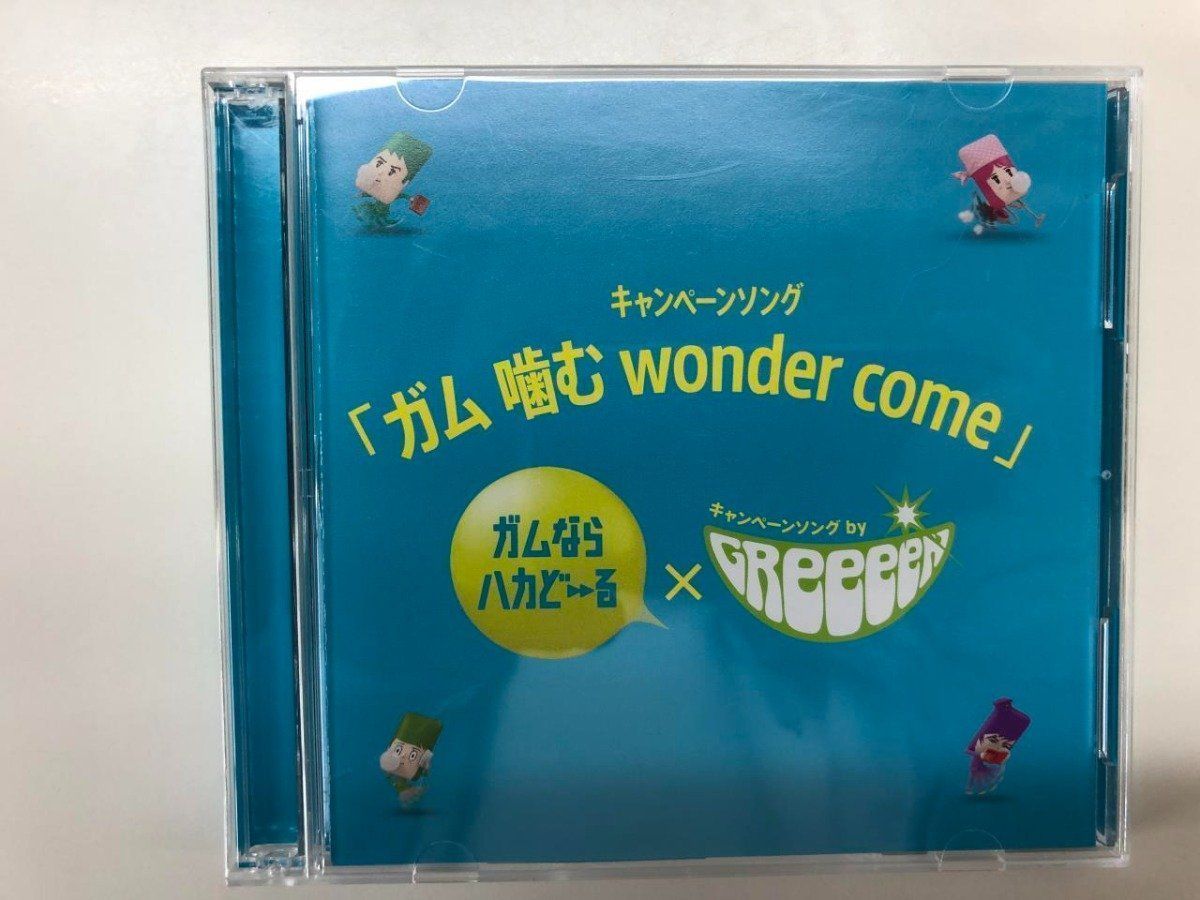 キャンペーンソング
「ガム 噛む wonder come」
ガムなら
ハカど〜る
×
キャンペーンソング by
GReeeeN